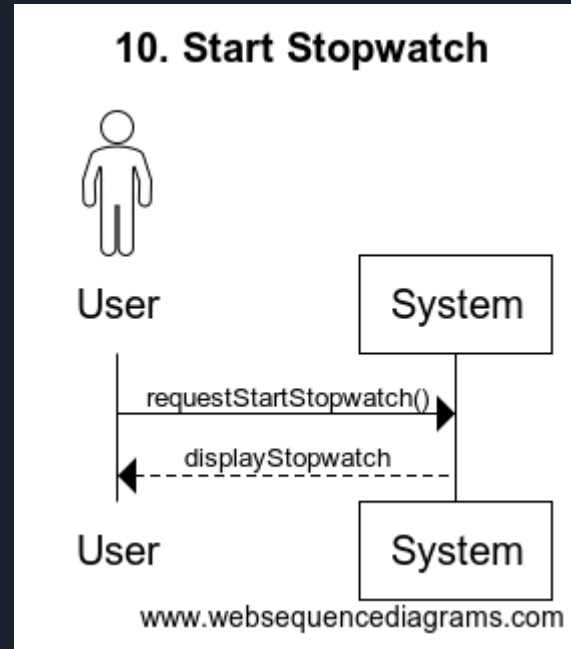 10. Start Stopwatch
User
System
requestStartStopwatch()
displayStopwatch
User
System
www.websequencediagrams.com